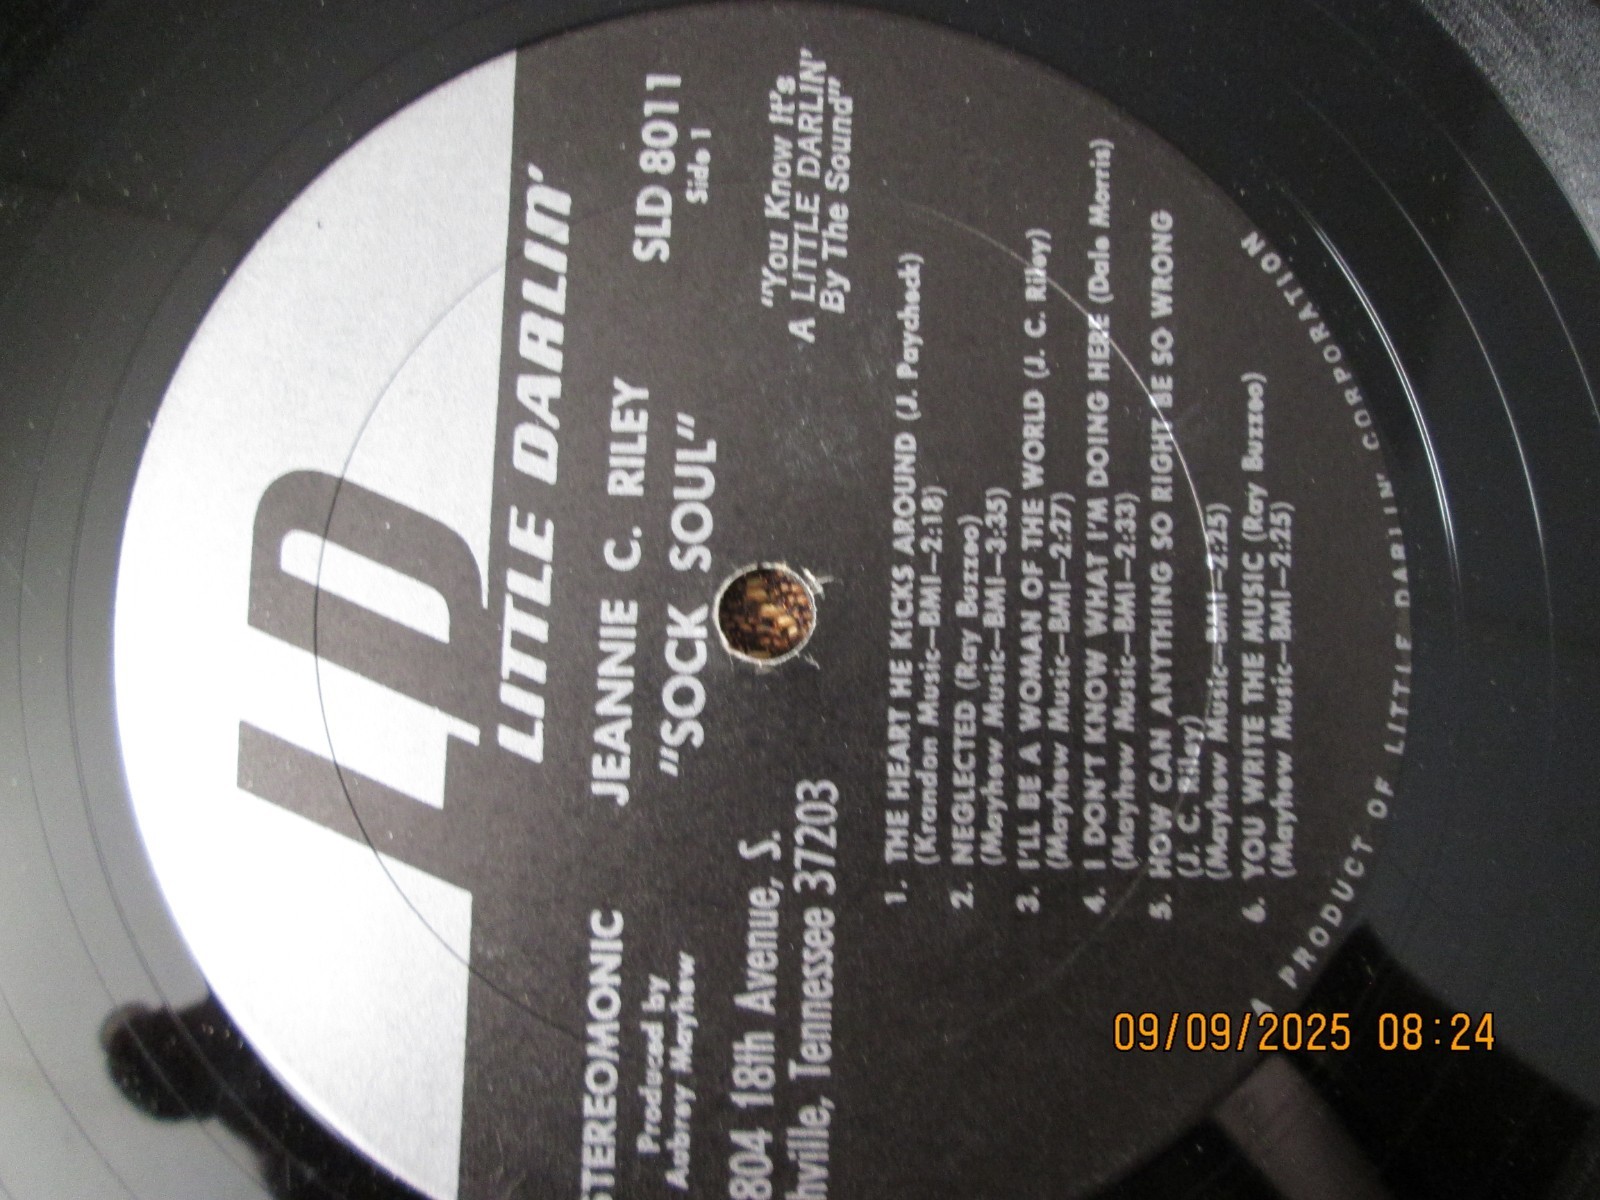 LD
LITTLE DARLIN'
STEREOMONIC
JEANNIE C. RILEY
SLD 8011
Produced by
Aubrey Mayhew
"SOCK SOUL"
Side 1
804 18th Avenue, S.
hville, Tennessee 37203
"You Know It's
A LITTLE DARLIN'
By The Sound"
1. THE HEART HE KICKS AROUND (J. Paycheck)
(Krandon Music—BMI—2:18)
2. NEGLECTED (Ray Buzzeo)
(Mayhew Music—BMI—3:35)
3. I'LL BE A WOMAN OF THE WORLD (J. C. Riley)
(Mayhew Music—BMI—2:27)
4. I DON'T KNOW WHAT I'M DOING HERE (Dale Morris)
(Mayhew Music—BMI—2:33)
5. HOW CAN ANYTHING SO RIGHT BE SO WRONG
(J. C. Riley)
(Mayhew Music—BMI—2:25)
6. YOU WRITE THE MUSIC (Ray Buzzeo)
(Mayhew Music—BMI—2:25)
A PRODUCT OF LITTLE DARLIN' CORPORATION
09/09/2025 08:24